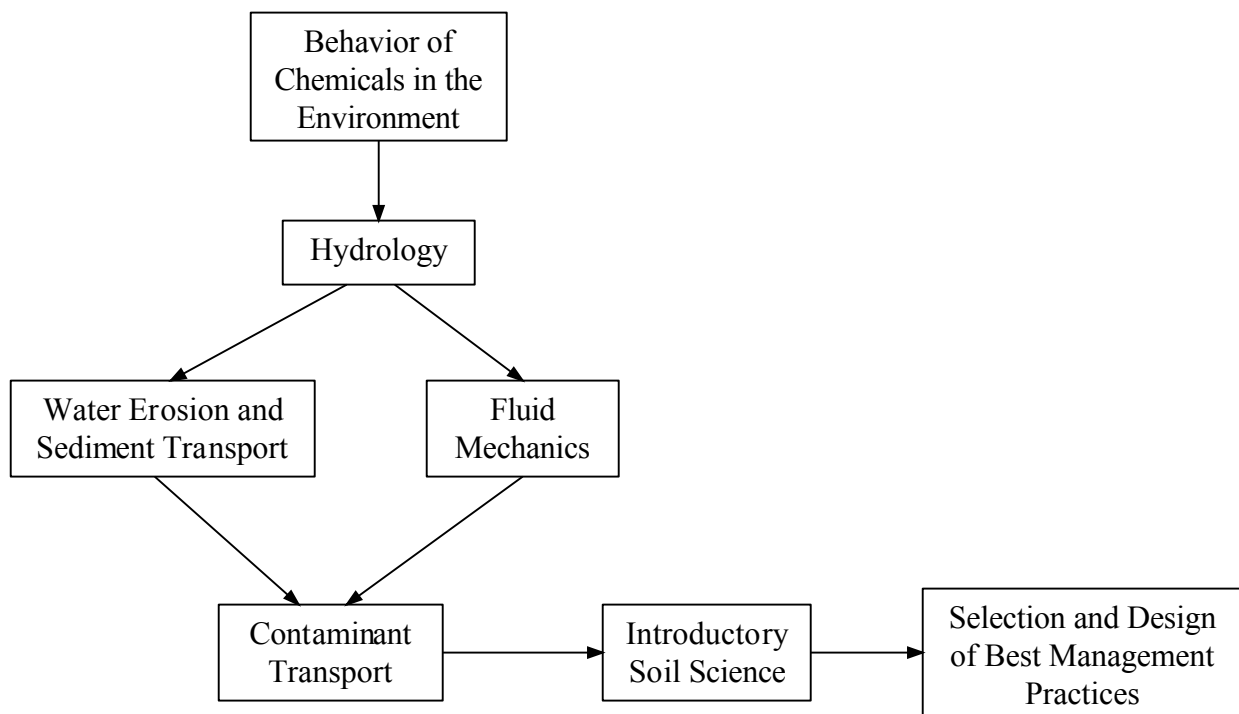 Behavior of
Chemicals in the
Environment
Hydrology
Water Erosion and
Sediment Transport
Fluid
Mechanics
Contaminant
Transport
Introductory
Soil Science
Selection and Design
of Best Management
Practices